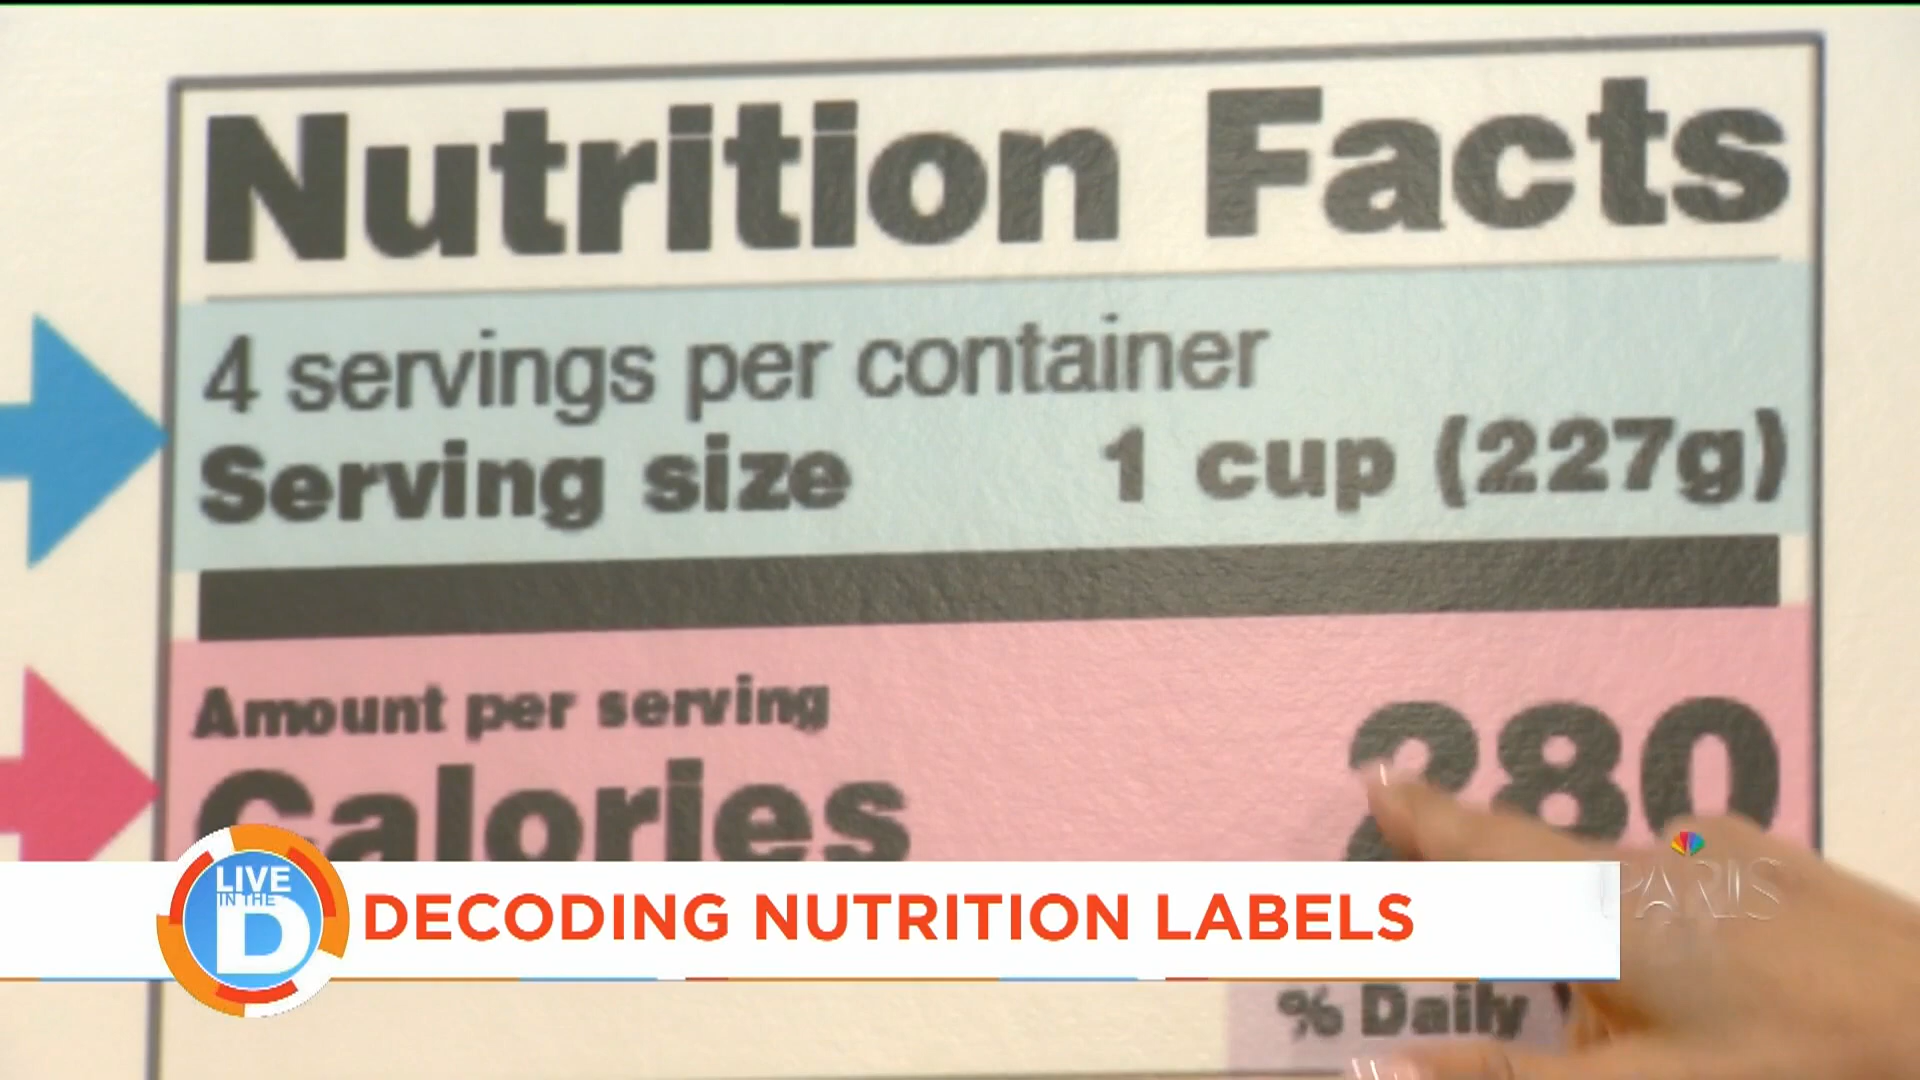 Nutrition Facts
4 servings per container
Serving size 1 cup (227g)
Amount per serving
Calories 280
LIVE
IN THE
D
DECODING NUTRITION LABELS
PARIS
% Daily